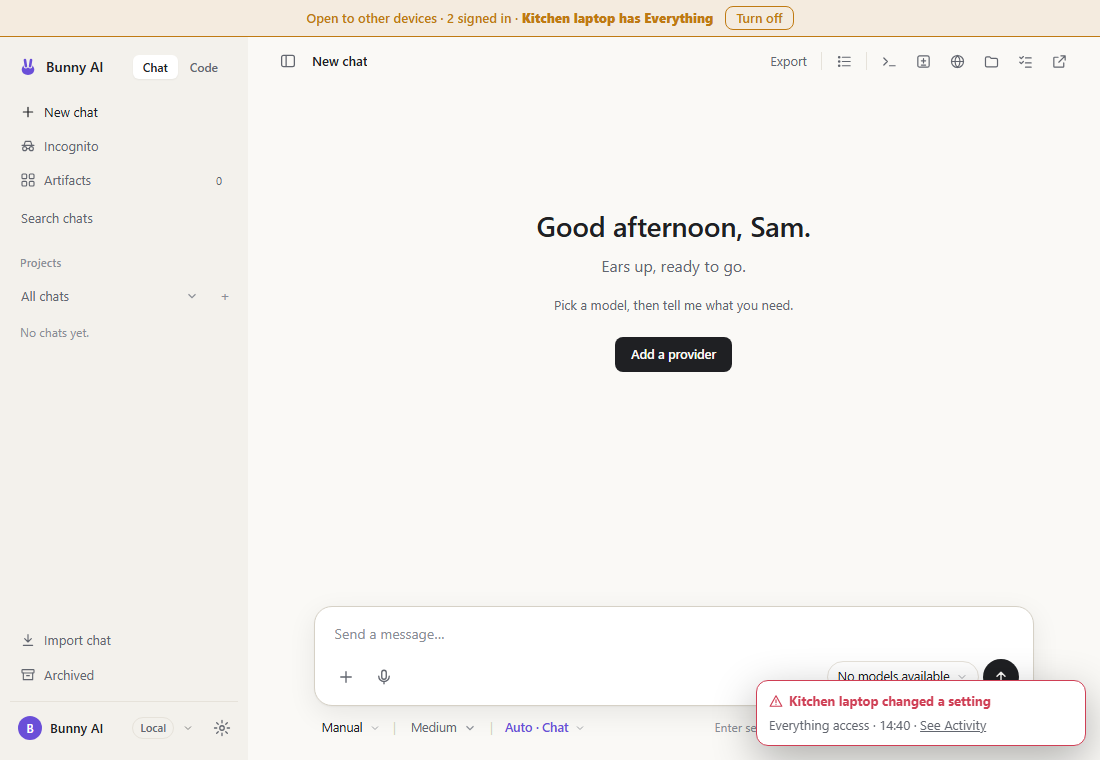 Open to other devices · 2 signed in · Kitchen laptop has Everything
Turn off
Bunny AI
Chat
Code
New chat
Export
New chat
Incognito
Artifacts
0
Search chats
Projects
All chats
No chats yet.
Good afternoon, Sam.
Ears up, ready to go.
Pick a model, then tell me what you need.
Add a provider
Import chat
Archived
B
Bunny AI
Local
Send a message...
No models available
Manual
Medium
Auto · Chat
Enter se
Kitchen laptop changed a setting
Everything access · 14:40 · See Activity